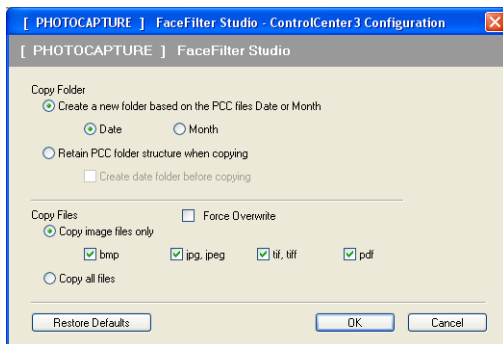 [ PHOTOCAPTURE ] FaceFilter Studio - ControlCenter3 Configuration
[ PHOTOCAPTURE ] FaceFilter Studio
Copy Folder
Create a new folder based on the PCC files Date or Month
Date Month
Retain PCC folder structure when copying
Create date folder before copying
Copy Files Force Overwrite
Copy image files only
bmp jpg, jpeg tif, tiff pdf
Copy all files
Restore Defaults OK Cancel